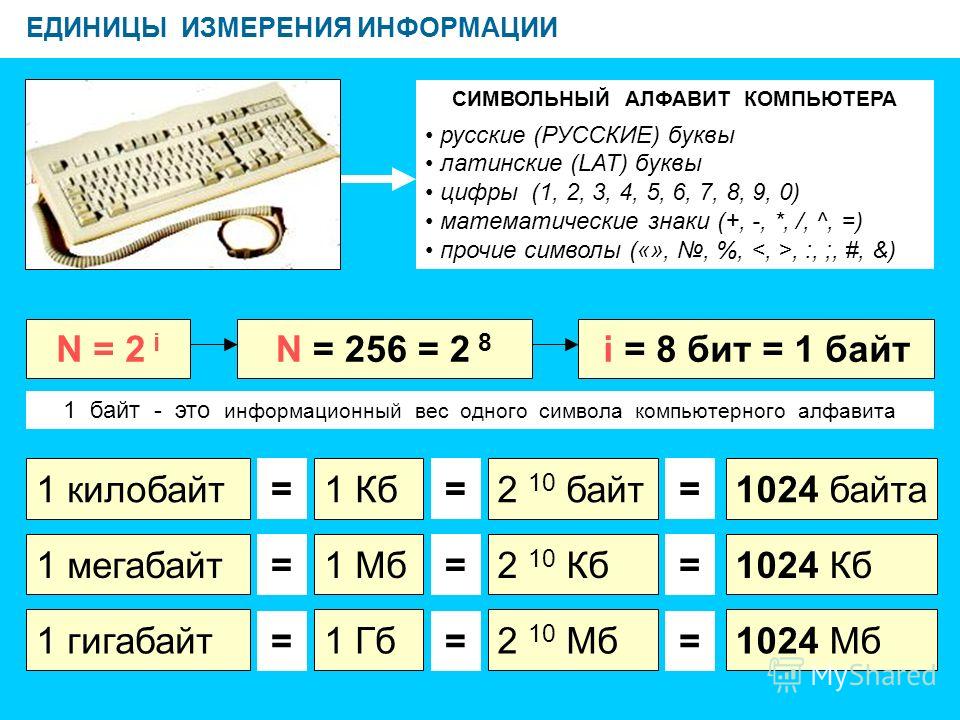 ЕДИНИЦЫ ИЗМЕРЕНИЯ ИНФОРМАЦИИ
СИМВОЛЬНЫЙ АЛФАВИТ КОМПЬЮТЕРА
• русские (РУССКИЕ) буквы
• латинские (LAT) буквы
• цифры (1, 2, 3, 4, 5, 6, 7, 8, 9, 0)
• математические знаки (+, -, *, /, ^, =)
• прочие символы («», №, %, <, >, :, ;, #, &)
N = 2 i
N = 256 = 2 8
i = 8 бит = 1 байт
1 байт - это информационный вес одного символа компьютерного алфавита
1 килобайт = 1 Кб = 2 10 байт = 1024 байта
1 мегабайт = 1 Мб = 2 10 Кб = 1024 Кб
1 гигабайт = 1 Гб = 2 10 Мб = 1024 Мб
MyShared